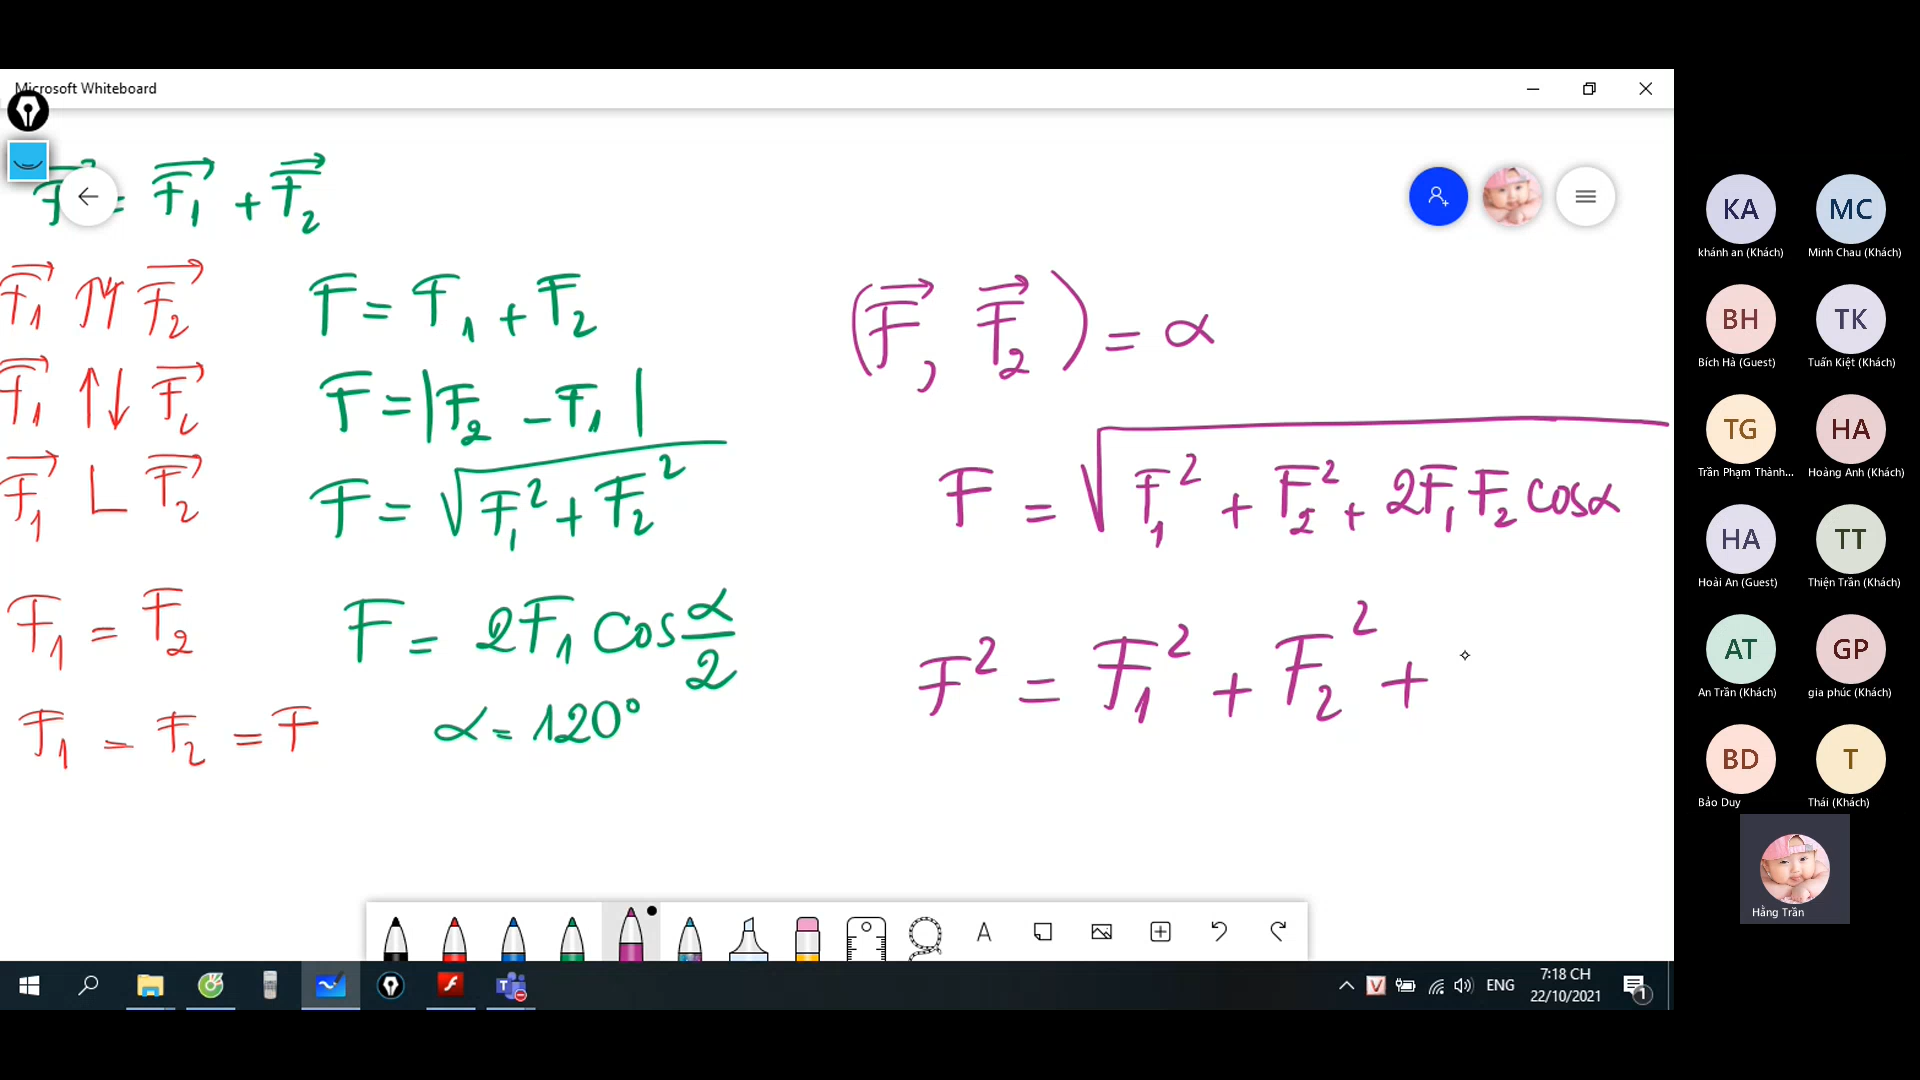 Microsoft Whiteboard
F⃗ = F⃗₁ + F⃗₂
F⃗₁ ↑↑ F⃗₂ F = F₁ + F₂
F⃗₁ ↑↓ F⃗₂ F = |F₂ - F₁|
F⃗₁ ∟ F⃗₂ F = √(F₁² + F₂²)
F₁ = F₂ F = 2F₁ cos α/2
F₁ = F₂ = F α = 120°
(F⃗, F⃗₂) = α
F = √(F₁² + F₂² + 2F₁F₂ cosα)
F² = F₁² + F₂² +
KA MC
khánh an (Khách) Minh Chau (Khách)
BH TK
Bích Hà (Guest) Tuấn Kiệt (Khách)
TG HA
Trần Phạm Thành... Hoàng Anh (Khách)
HA TT
Hoài An (Guest) Thiện Trần (Khách)
AT GP
An Trần (Khách) gia phúc (Khách)
BD T
Bảo Duy Thái (Khách)
Hằng Trần
A
V ENG 7:18 CH
22/10/2021 1